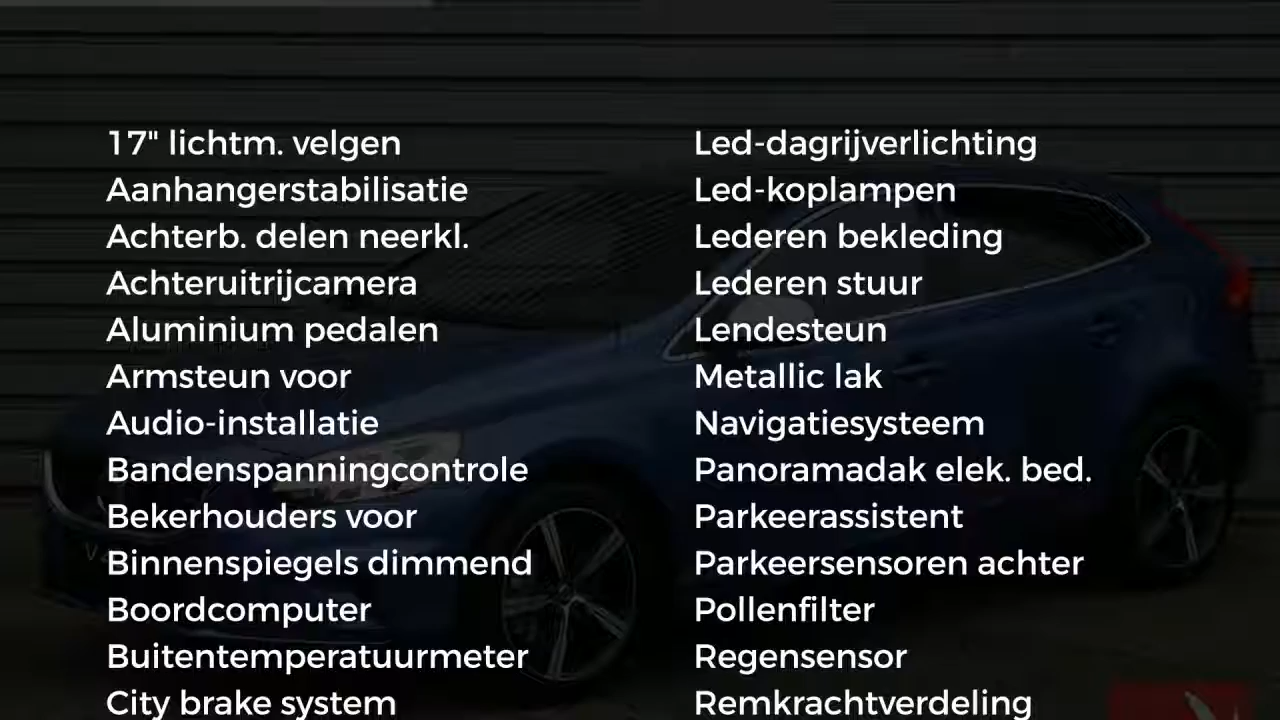 17" lichtm. velgen
Aanhangerstabilisatie
Achterb. delen neerkl.
Achteruitrijcamera
Aluminium pedalen
Armsteun voor
Audio-installatie
Bandenspanningcontrole
Bekerhouders voor
Binnenspiegels dimmend
Boordcomputer
Buitentemperatuurmeter
City brake system
Led-dagrijverlichting
Led-koplampen
Lederen bekleding
Lederen stuur
Lendesteun
Metallic lak
Navigatiesysteem
Panoramadak elek. bed.
Parkeerassistent
Parkeersensoren achter
Pollenfilter
Regensensor
Remkrachtverdeling